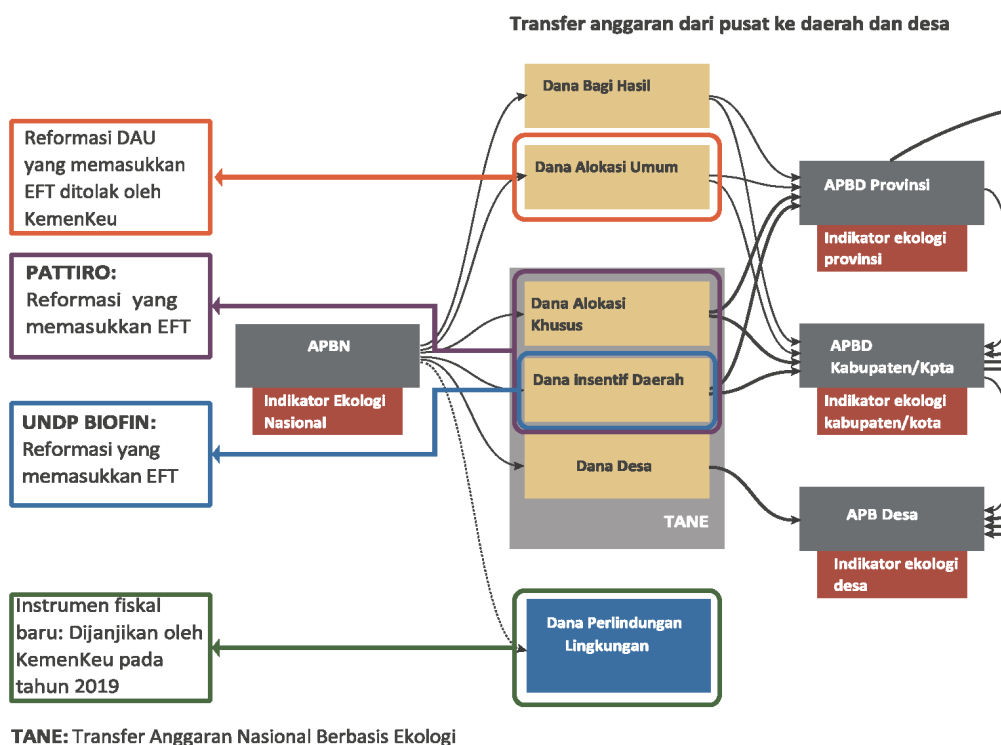 Transfer anggaran dari pusat ke daerah dan desa
Dana Bagi Hasil
Reformasi DAU
yang memasukkan
EFT ditolak oleh
KemenKeu
Dana Alokasi Umum
APBD Provinsi
Indikator ekologi
provinsi
PATTIRO:
Reformasi yang
memasukkan EFT
Dana Alokasi
Khusus
APBN
Indikator Ekologi
Nasional
Dana Insentif Daerah
APBD
Kabupaten/Kpta
Indikator ekologi
kabupaten/kota
UNDP BIOFIN:
Reformasi yang
memasukkan EFT
Dana Desa
TANE
APB Desa
Indikator ekologi
desa
Instrumen fiskal
baru: Dijanjikan oleh
KemenKeu pada
tahun 2019
Dana Perlindungan
Lingkungan
TANE: Transfer Anggaran Nasional Berbasis Ekologi